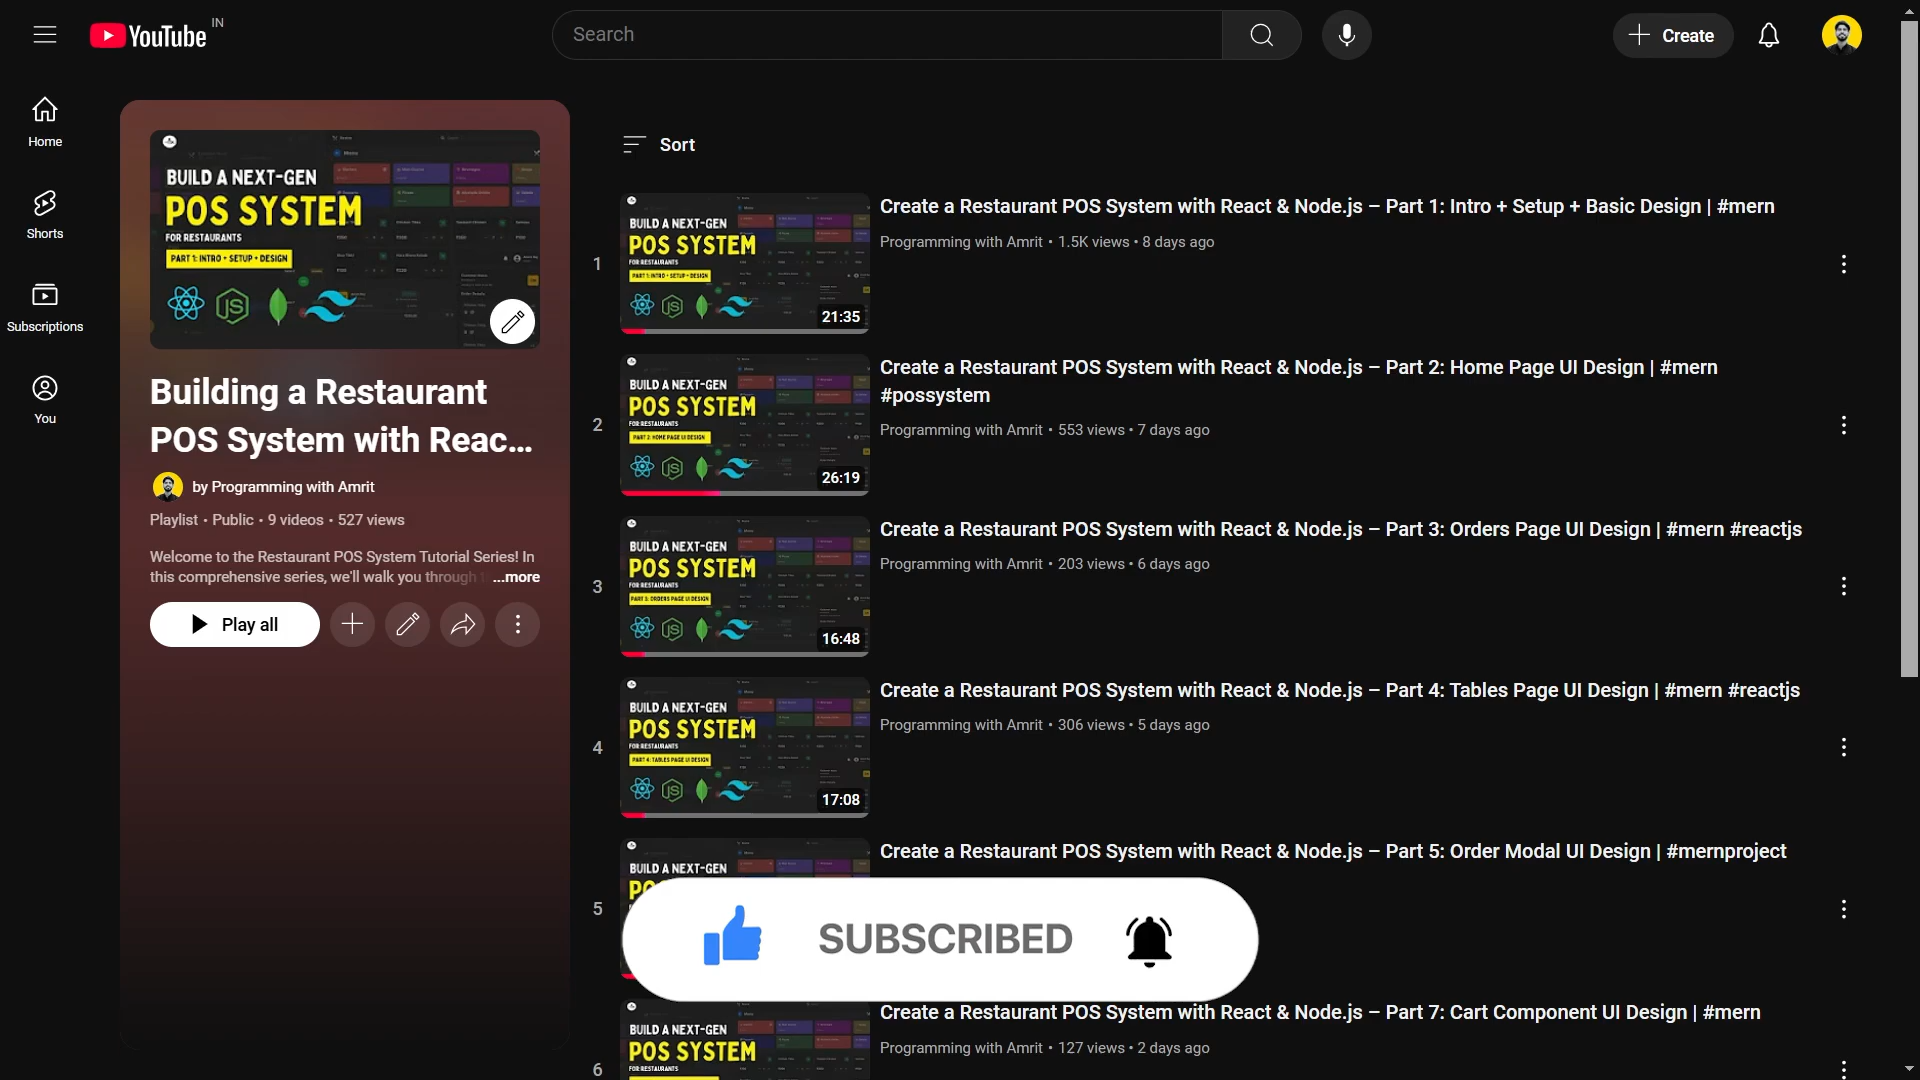 YouTube IN
Search
Create
Home
Shorts
Subscriptions
You
BUILD A NEXT-GEN
POS SYSTEM
FOR RESTAURANTS
PART 1: INTRO + SETUP + DESIGN
JS
Building a Restaurant
POS System with Reac...
by Programming with Amrit
Playlist • Public • 9 videos • 527 views
Welcome to the Restaurant POS System Tutorial Series! In
this comprehensive series, we'll walk you through ...more
Play all
Sort
1
BUILD A NEXT-GEN
POS SYSTEM
FOR RESTAURANTS
PART 1: INTRO + SETUP + DESIGN
JS
21:35
Create a Restaurant POS System with React & Node.js – Part 1: Intro + Setup + Basic Design | #mern
Programming with Amrit • 1.5K views • 8 days ago
2
BUILD A NEXT-GEN
POS SYSTEM
FOR RESTAURANTS
PART 2: HOME PAGE UI DESIGN
JS
26:19
Create a Restaurant POS System with React & Node.js – Part 2: Home Page UI Design | #mern
#possystem
Programming with Amrit • 553 views • 7 days ago
3
BUILD A NEXT-GEN
POS SYSTEM
FOR RESTAURANTS
PART 3: ORDERS PAGE UI DESIGN
JS
16:48
Create a Restaurant POS System with React & Node.js – Part 3: Orders Page UI Design | #mern #reactjs
Programming with Amrit • 203 views • 6 days ago
4
BUILD A NEXT-GEN
POS SYSTEM
FOR RESTAURANTS
PART 4: TABLES PAGE UI DESIGN
JS
17:08
Create a Restaurant POS System with React & Node.js – Part 4: Tables Page UI Design | #mern #reactjs
Programming with Amrit • 306 views • 5 days ago
5
BUILD A NEXT-GEN
Create a Restaurant POS System with React & Node.js – Part 5: Order Modal UI Design | #mernproject
SUBSCRIBED
6
BUILD A NEXT-GEN
POS SYSTEM
FOR RESTAURANTS
Create a Restaurant POS System with React & Node.js – Part 7: Cart Component UI Design | #mern
Programming with Amrit • 127 views • 2 days ago